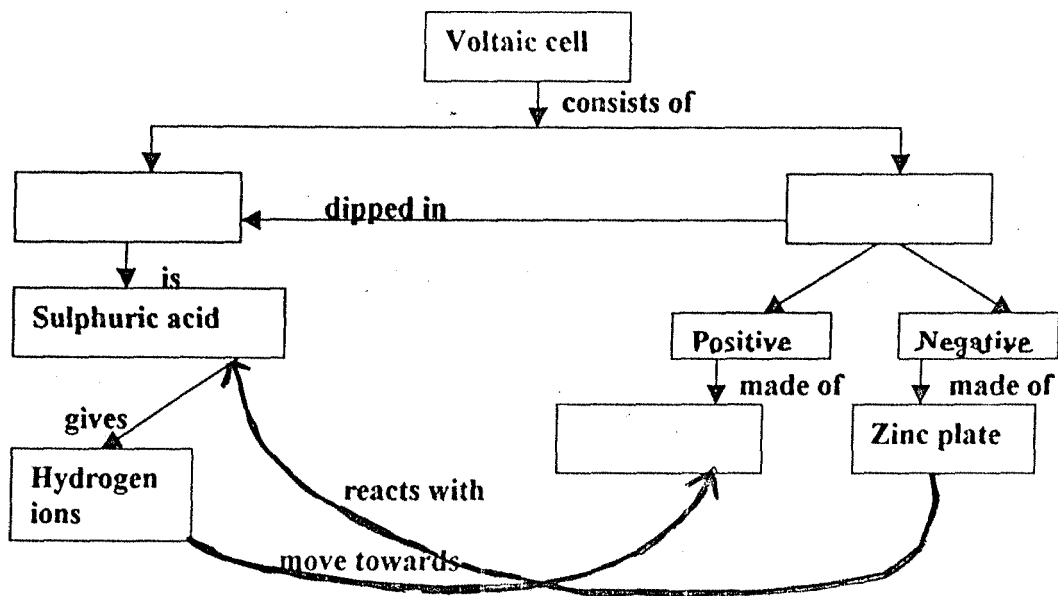 Voltaic cell
consists of
dipped in
is
Sulphuric acid
Positive
Negative
made of
made of
gives
Zinc plate
Hydrogen
ions
reacts with
move towards